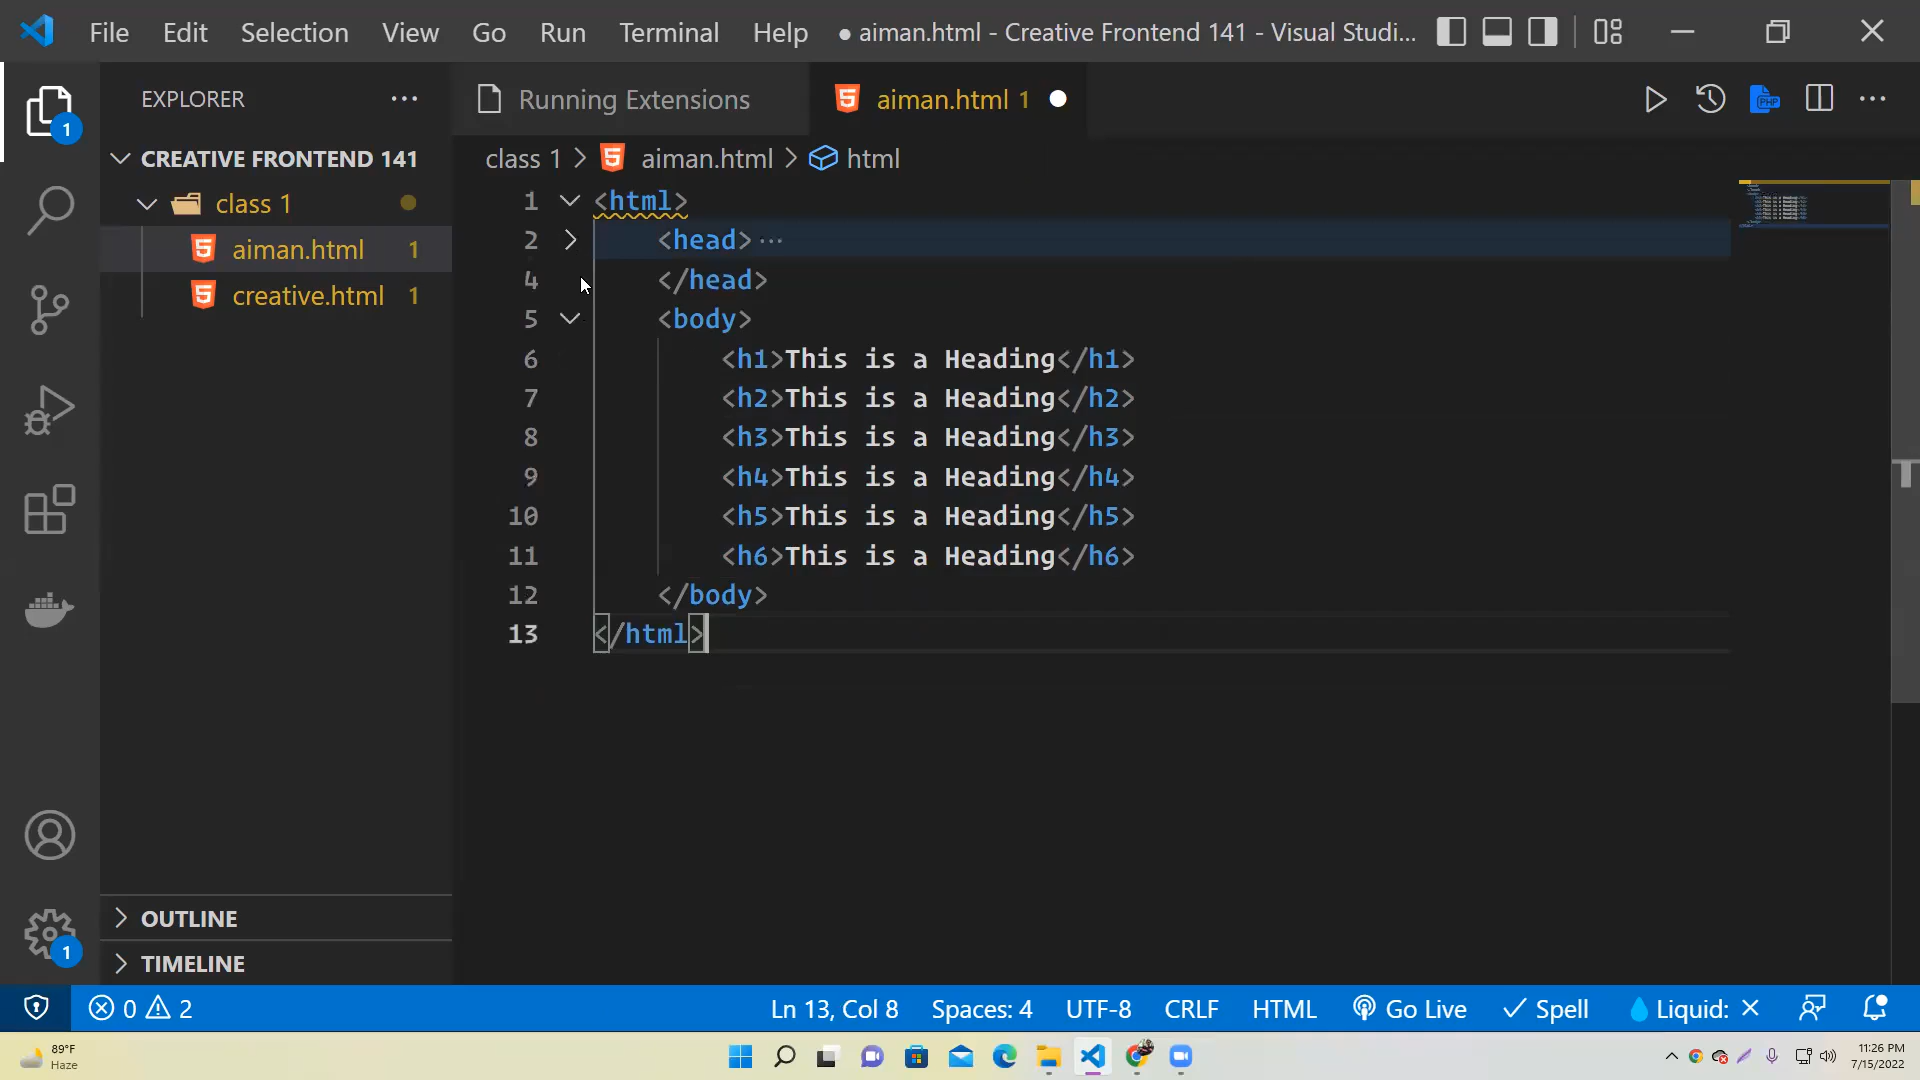 File Edit Selection View Go Run Terminal Help ● aiman.html - Creative Frontend 141 - Visual Studi...
EXPLORER
Running Extensions
aiman.html 1
CREATIVE FRONTEND 141
class 1
aiman.html 1
creative.html 1
class 1 > aiman.html > html
1 <html>
2 <head> ...
4 </head>
5 <body>
6 <h1>This is a Heading</h1>
7 <h2>This is a Heading</h2>
8 <h3>This is a Heading</h3>
9 <h4>This is a Heading</h4>
10 <h5>This is a Heading</h5>
11 <h6>This is a Heading</h6>
12 </body>
13 </html>
1
1
OUTLINE
TIMELINE
0 2 Ln 13, Col 8 Spaces: 4 UTF-8 CRLF HTML Go Live Spell Liquid:
89°F
Haze
11:26 PM
7/15/2022
PHP